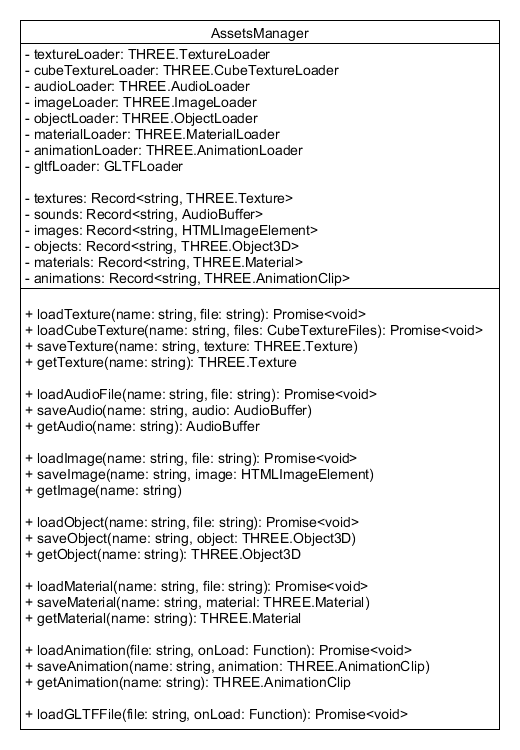 AssetsManager
- textureLoader: THREE.TextureLoader
- cubeTextureLoader: THREE.CubeTextureLoader
- audioLoader: THREE.AudioLoader
- imageLoader: THREE.ImageLoader
- objectLoader: THREE.ObjectLoader
- materialLoader: THREE.MaterialLoader
- animationLoader: THREE.AnimationLoader
- gltfLoader: GLTFLoader
- textures: Record<string, THREE.Texture>
- sounds: Record<string, AudioBuffer>
- images: Record<string, HTMLImageElement>
- objects: Record<string, THREE.Object3D>
- materials: Record<string, THREE.Material>
- animations: Record<string, THREE.AnimationClip>
+ loadTexture(name: string, file: string): Promise<void>
+ loadCubeTexture(name: string, files: CubeTextureFiles): Promise<void>
+ saveTexture(name: string, texture: THREE.Texture)
+ getTexture(name: string): THREE.Texture
+ loadAudioFile(name: string, file: string): Promise<void>
+ saveAudio(name: string, audio: AudioBuffer)
+ getAudio(name: string): AudioBuffer
+ loadImage(name: string, file: string): Promise<void>
+ saveImage(name: string, image: HTMLImageElement)
+ getImage(name: string)
+ loadObject(name: string, file: string): Promise<void>
+ saveObject(name: string, object: THREE.Object3D)
+ getObject(name: string): THREE.Object3D
+ loadMaterial(name: string, file: string): Promise<void>
+ saveMaterial(name: string, material: THREE.Material)
+ getMaterial(name: string): THREE.Material
+ loadAnimation(file: string, onLoad: Function): Promise<void>
+ saveAnimation(name: string, animation: THREE.AnimationClip)
+ getAnimation(name: string): THREE.AnimationClip
+ loadGLTFFile(file: string, onLoad: Function): Promise<void>